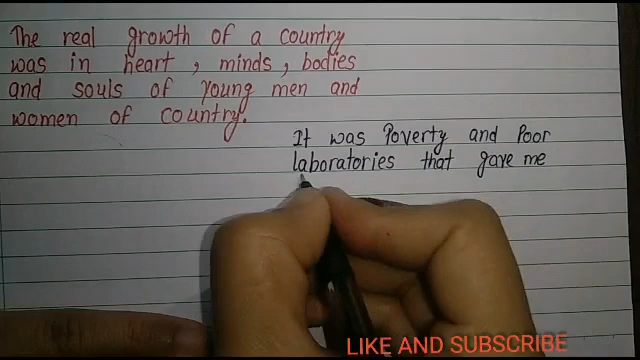 The real growth of a country
was in heart, minds, bodies
and souls of young men and
women of country.
It was Poverty and Poor
laboratories that gave me
LIKE AND SUBSCRIBE